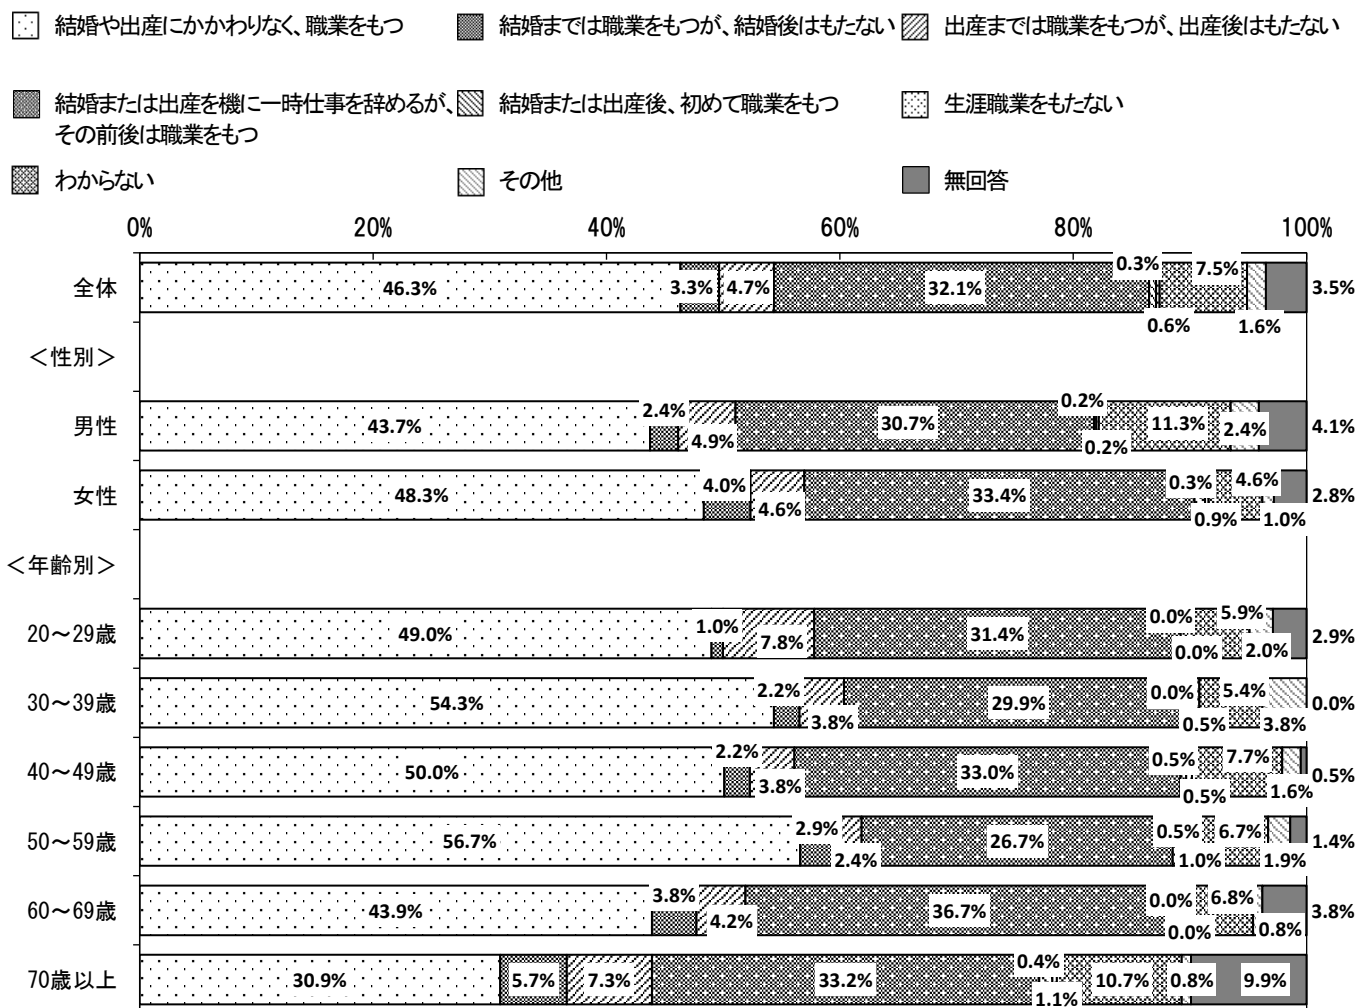 結婚や出産にかかわりなく、職業をもつ
結婚までは職業をもつが、結婚後はもたない
出産までは職業をもつが、出産後はもたない
結婚または出産を機に一時仕事を辞めるが、
その前後は職業をもつ
結婚または出産後、初めて職業をもつ
生涯職業をもたない
わからない
その他
無回答
0% 20% 40% 60% 80% 100%
全体 46.3% 3.3% 4.7% 32.1% 0.3% 0.6% 7.5% 1.6% 3.5%
＜性別＞
男性 43.7% 2.4% 4.9% 30.7% 0.2% 0.2% 11.3% 2.4% 4.1%
女性 48.3% 4.0% 4.6% 33.4% 0.3% 0.9% 4.6% 1.0% 2.8%
＜年齢別＞
20～29歳 49.0% 1.0% 7.8% 31.4% 0.0% 0.0% 5.9% 2.0% 2.9%
30～39歳 54.3% 2.2% 3.8% 29.9% 0.0% 0.5% 5.4% 3.8% 0.0%
40～49歳 50.0% 2.2% 3.8% 33.0% 0.5% 0.5% 7.7% 1.6% 0.5%
50～59歳 56.7% 2.9% 2.4% 26.7% 0.5% 1.0% 6.7% 1.9% 1.4%
60～69歳 43.9% 3.8% 4.2% 36.7% 0.0% 0.0% 6.8% 0.8% 3.8%
70歳以上 30.9% 5.7% 7.3% 33.2% 0.4% 1.1% 10.7% 0.8% 9.9%